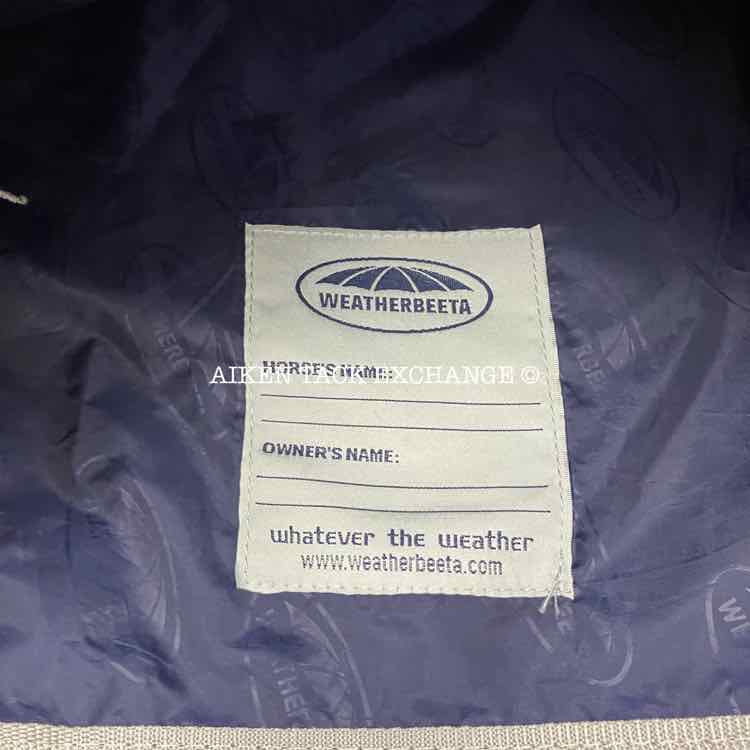 WEATHERBEETA
HORSE'S NAME:
AIKEN TACK EXCHANGE ©
OWNER'S NAME:
whatever the weather
www.weatherbeeta.com